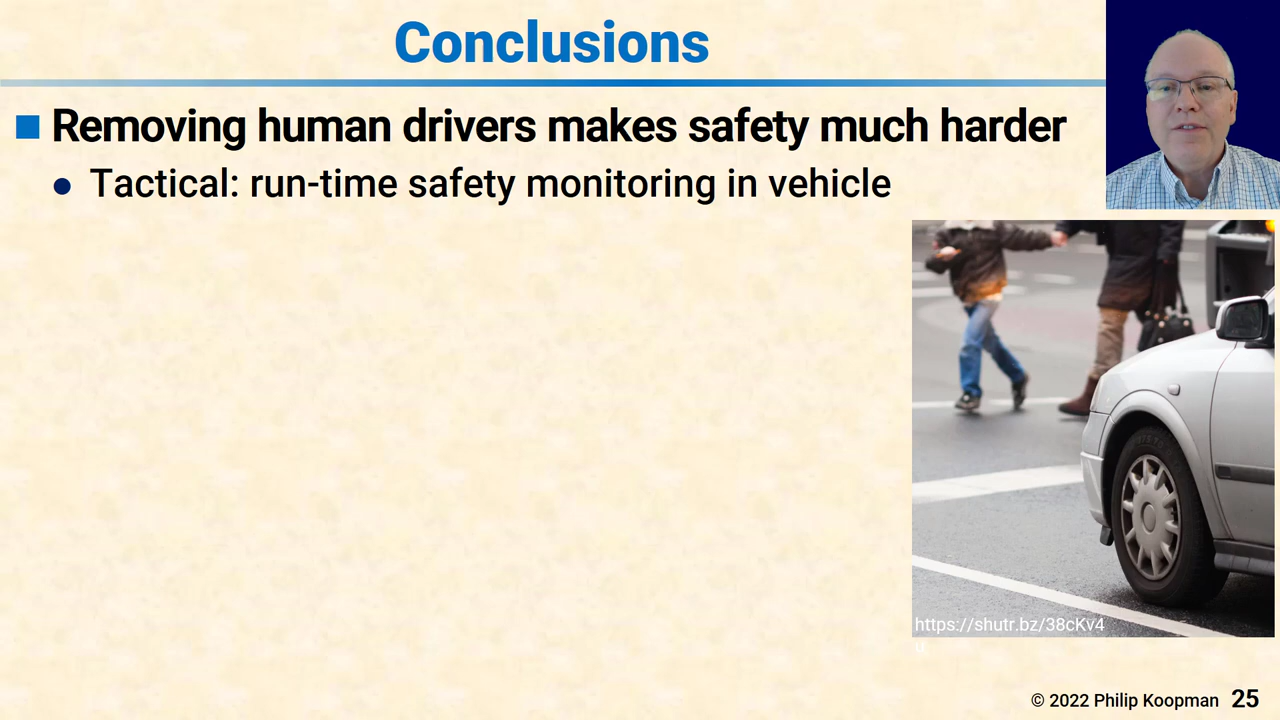 Conclusions
Removing human drivers makes safety much harder
Tactical: run-time safety monitoring in vehicle
https://shutr.bz/38cKv4
u
© 2022 Philip Koopman 25